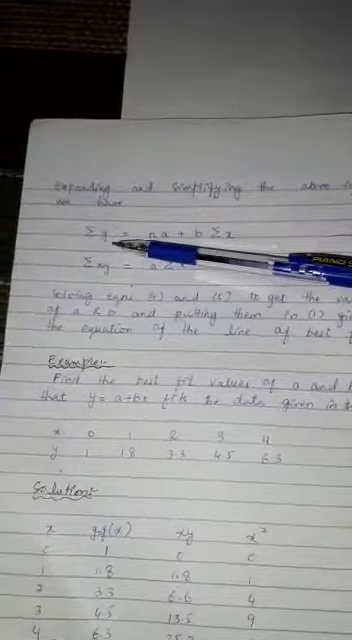 Expanding and simplifying the above
we have
Σy = na + b Σx
Σxy = a Σx
Solving eqns (4) and (5) to get the
of a & b and putting them in (1)
the equation of the line of best
PIANO
Example:-
Find the best fit values of a and
that y = a+bx fits the data given in
x 0 1 2 3 4
y 1 1.8 3.3 4.5 6.3
Solution:-
x y=f(x) xy x²
0 1 0 0
1 1.8 1.8 1
2 3.3 6.6 4
3 4.5 13.5 9
4 6.3